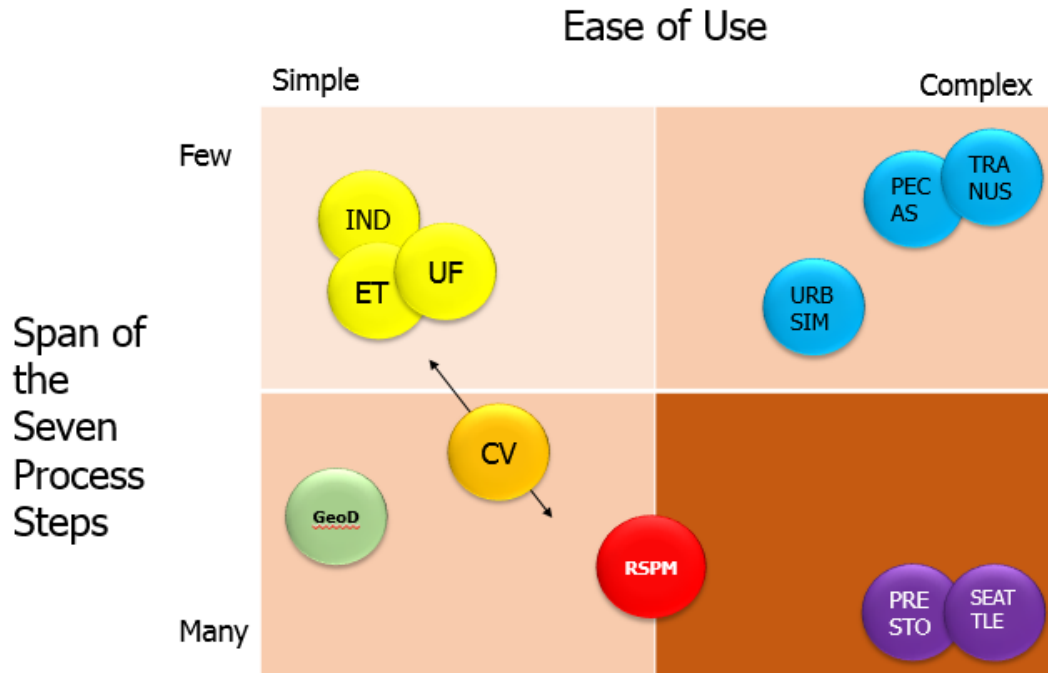 Ease of Use
Simple
Complex
Few
PEC
AS
TRA
NUS
IND
ET
UF
URB
SIM
Span of
the
Seven
Process
Steps
CV
GeoD
RSPM
PRE
STO
SEAT
TLE
Many